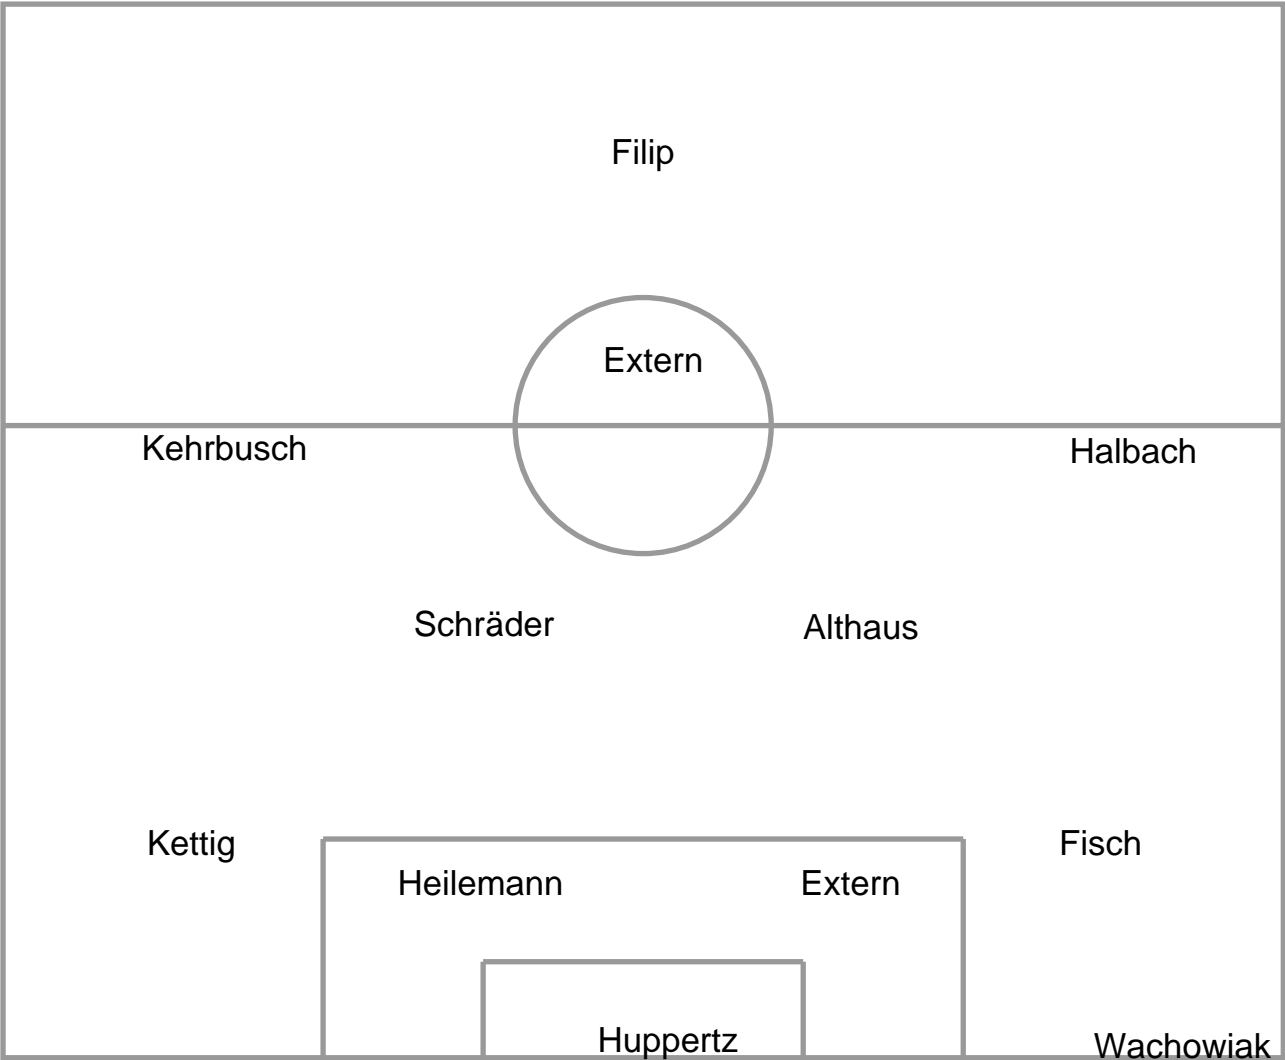 Filip
Extern
Kehrbusch
Halbach
Schräder
Althaus
Kettig
Fisch
Heilemann
Extern
Huppertz
Wachowiak